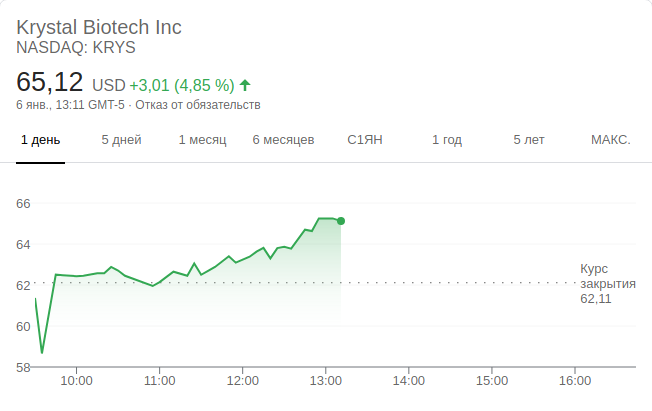 Krystal Biotech Inc
NASDAQ: KRYS
65,12 USD +3,01 (4,85 %)
6 янв., 13:11 GMT-5 · Отказ от обязательств
1 день 5 дней 1 месяц 6 месяцев С1ЯН 1 год 5 лет МАКС.
66
64
62
60
58
Курс
закрытия
62,11
10:00 11:00 12:00 13:00 14:00 15:00 16:00